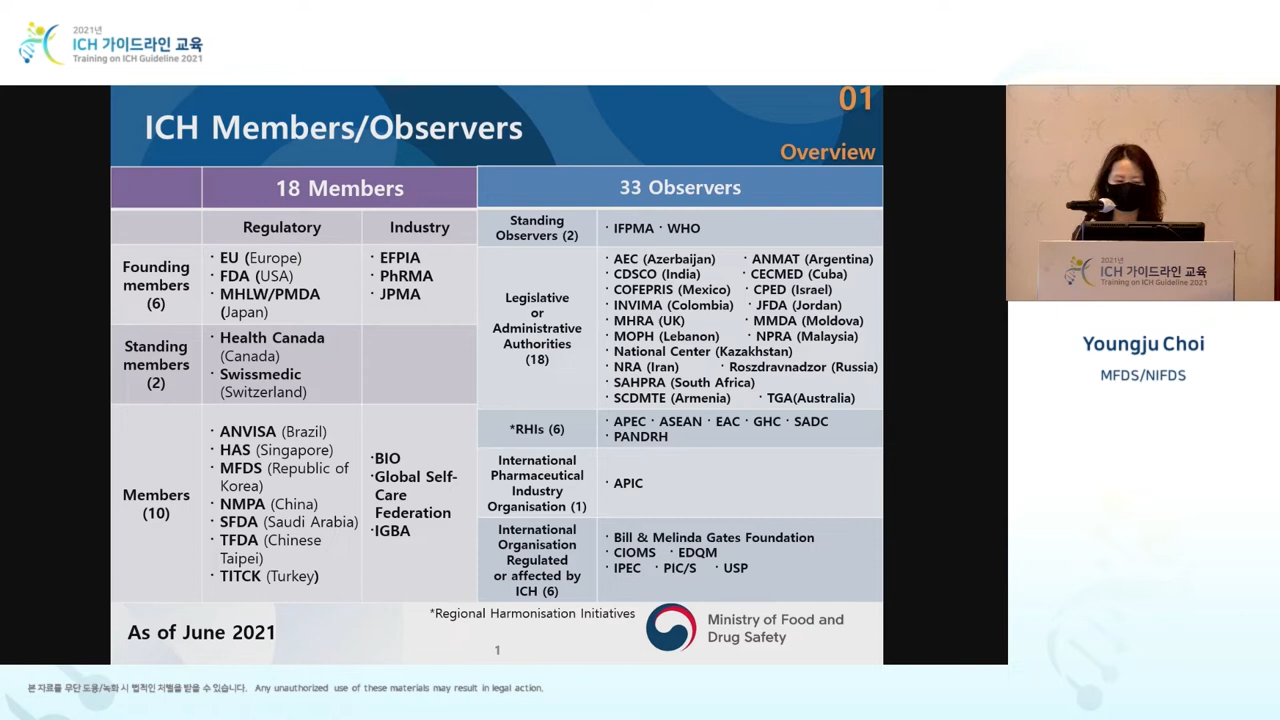 2021년
ICH 가이드라인 교육
Training on ICH Guideline 2021
01
ICH Members/Observers
Overview
18 Members
33 Observers
Regulatory
Industry
Founding
members
(6)
· EU (Europe)
· FDA (USA)
· MHLW/PMDA
(Japan)
· EFPIA
· PhRMA
· JPMA
Standing
members
(2)
· Health Canada
(Canada)
· Swissmedic
(Switzerland)
Members
(10)
· ANVISA (Brazil)
· HAS (Singapore)
· MFDS (Republic of
Korea)
· NMPA (China)
· SFDA (Saudi Arabia)
· TFDA (Chinese
Taipei)
· TITCK (Turkey)
·BIO
·Global Self-
Care
Federation
·IGBA
Standing
Observers (2)
· IFPMA · WHO
Legislative
or
Administrative
Authorities
(18)
· AEC (Azerbaijan) · ANMAT (Argentina)
· CDSCO (India) · CECMED (Cuba)
· COFEPRIS (Mexico) · CPED (Israel)
· INVIMA (Colombia) · JFDA (Jordan)
· MHRA (UK) · MMDA (Moldova)
· MOPH (Lebanon) · NPRA (Malaysia)
· National Center (Kazakhstan)
· NRA (Iran) · Roszdravnadzor (Russia)
· SAHPRA (South Africa)
· SCDMTE (Armenia) · TGA(Australia)
*RHIs (6)
· APEC · ASEAN · EAC · GHC · SADC
· PANDRH
International
Pharmaceutical
Industry
Organisation (1)
· APIC
International
Organisation
Regulated
or affected by
ICH (6)
· Bill & Melinda Gates Foundation
· CIOMS · EDQM
· IPEC · PIC/S · USP
*Regional Harmonisation Initiatives
As of June 2021
Ministry of Food and
Drug Safety
1
2021년
ICH 가이드라인 교육
Training on ICH Guideline 2021
Youngju Choi
MFDS/NIFDS
본 자료를 무단 도용/녹화 시 법적인 처벌을 받을 수 있습니다. Any unauthorized use of these materials may result in legal action.